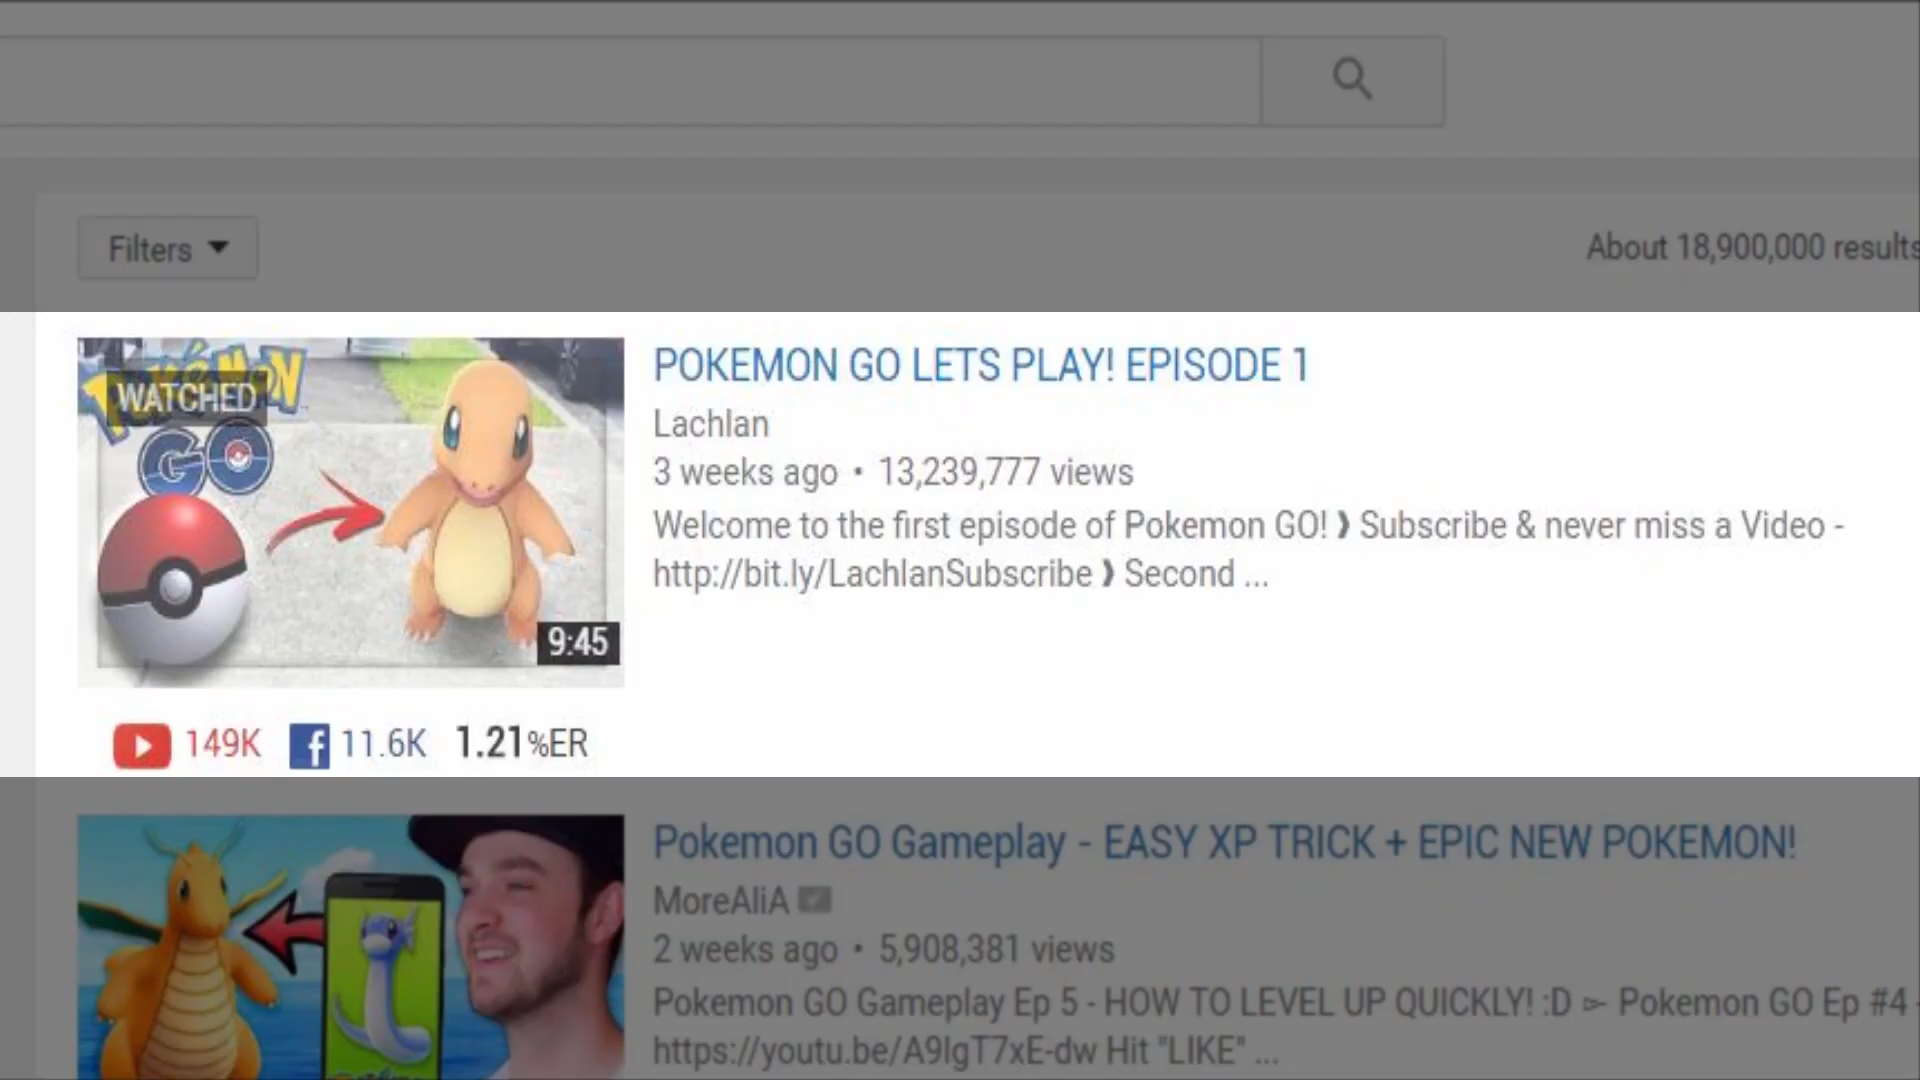 Filters
About 18,900,000 results
Pokémon
WATCHED
GO
9:45
POKEMON GO LETS PLAY! EPISODE 1
Lachlan
3 weeks ago • 13,239,777 views
Welcome to the first episode of Pokemon GO! ❯ Subscribe & never miss a Video -
http://bit.ly/LachlanSubscribe ❯ Second ...
149K f 11.6K 1.21%ER
Pokemon GO Gameplay - EASY XP TRICK + EPIC NEW POKEMON!
MoreAliA
2 weeks ago • 5,908,381 views
Pokemon GO Gameplay Ep 5 - HOW TO LEVEL UP QUICKLY! :D ➻ Pokemon GO Ep #4 -
https://youtu.be/A9IgT7xE-dw Hit "LIKE" ...